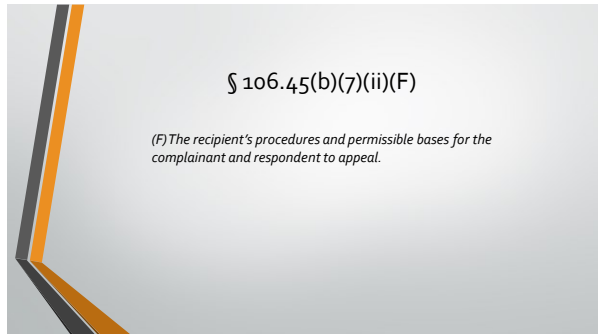 § 106.45(b)(7)(ii)(F)
(F) The recipient's procedures and permissible bases for the
complainant and respondent to appeal.